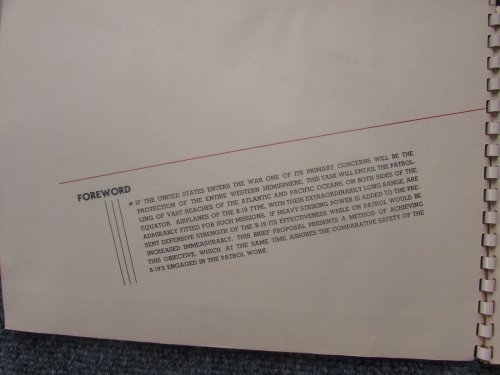 FOREWORD
★ IF THE UNITED STATES ENTERS THE WAR ONE OF ITS PRIMARY CONCERNS WILL BE THE
PROTECTION OF THE ENTIRE WESTERN HEMISPHERE. THIS TASK WILL ENTAIL THE PATROL-
LING OF VAST REACHES OF THE ATLANTIC AND PACIFIC OCEANS, ON BOTH SIDES OF THE
EQUATOR. AIRPLANES OF THE B-19 TYPE, WITH THEIR EXTRAORDINARILY LONG RANGE, ARE
ADMIRABLY FITTED FOR SUCH MISSIONS. IF HEAVY STRIKING POWER IS ADDED TO THE PRE-
SENT DEFENSIVE STRENGTH OF THE B-19 ITS EFFECTIVENESS WHILE ON PATROL WOULD BE
INCREASED IMMEASURABLY. THIS BRIEF PROPOSAL PRESENTS A METHOD OF ACHIEVING
THIS OBJECTIVE, WHICH, AT THE SAME TIME, ASSURES THE COMPARATIVE SAFETY OF THE
B-19'S ENGAGED IN THE PATROL WORK.